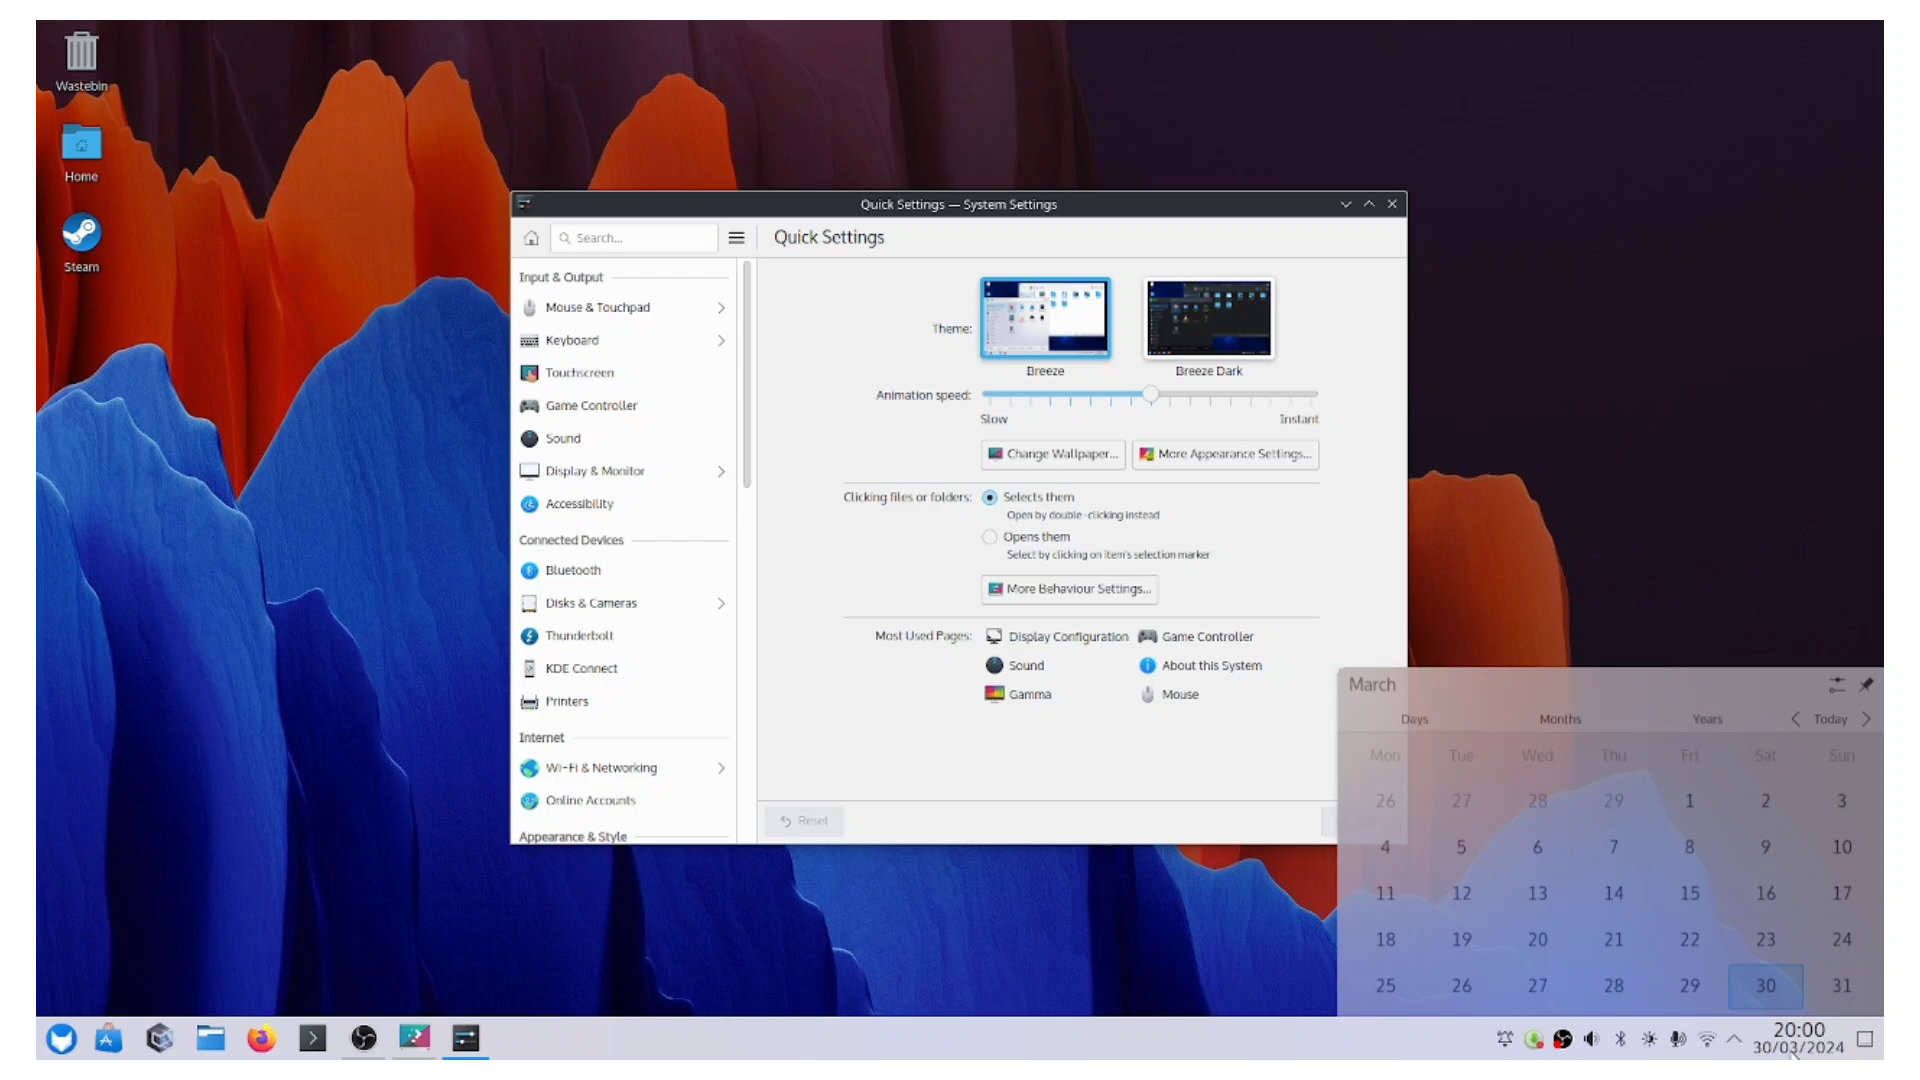 Wastebin
Home
Steam
Quick Settings — System Settings
Search...
Quick Settings
Input & Output
Mouse & Touchpad
Keyboard
Touchscreen
Game Controller
Sound
Display & Monitor
Accessibility
Connected Devices
Bluetooth
Disks & Cameras
Thunderbolt
KDE Connect
Printers
Internet
Wi-Fi & Networking
Online Accounts
Appearance & Style
Theme:
Breeze Breeze Dark
Animation speed:
Slow Instant
Change Wallpaper... More Appearance Settings...
Clicking files or folders: Selects them
Open by double-clicking instead
Opens them
Select by clicking on item's selection marker
More Behaviour Settings...
Most Used Pages: Display Configuration Game Controller
Sound About this System
Gamma Mouse
Reset
March
Days Months Years Today
Mon Tue Wed Thu Fri Sat Sun
26 27 28 29 1 2 3
4 5 6 7 8 9 10
11 12 13 14 15 16 17
18 19 20 21 22 23 24
25 26 27 28 29 30 31
20:00
30/03/2024